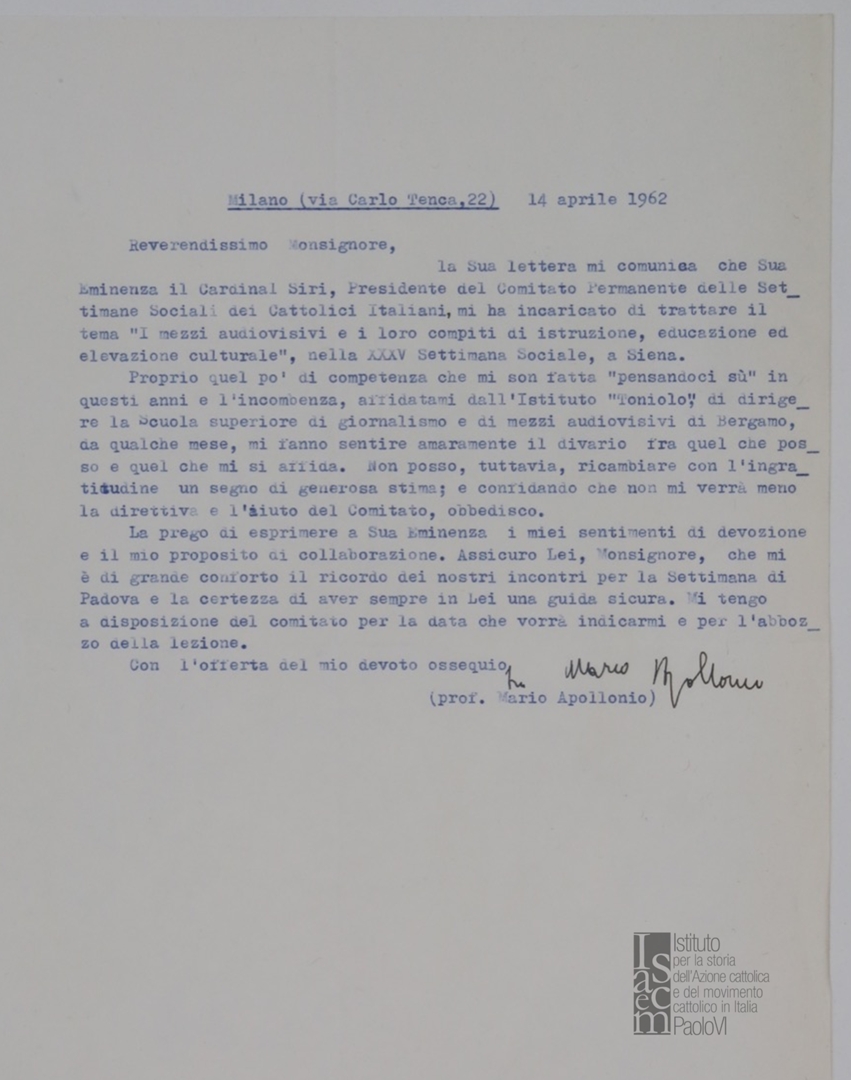 Milano (via Carlo Tenca,22) 14 aprile 1962
Reverendissimo Monsignore,
la Sua lettera mi comunica che Sua
Eminenza il Cardinal Siri, Presidente del Comitato Permanente delle Set_
timane Sociali dei Cattolici Italiani, mi ha incaricato di trattare il
tema "I mezzi audiovisivi e i loro compiti di istruzione, educazione ed
elevazione culturale", nella XXXV Settimana Sociale, a Siena.
Proprio quel po' di competenza che mi son fatta "pensandoci sù" in
questi anni e l'incombenza, affidatami dall'Istituto "Toniolo", di dirige_
re la Scuola superiore di giornalismo e di mezzi audiovisivi di Bergamo,
da qualche mese, mi fanno sentire amaramente il divario fra quel che pos_
so e quel che mi si affida. Non posso, tuttavia, ricambiare con l'ingra_
titudine un segno di generosa stima; e confidando che non mi verrà meno
la direttiva e l'aiuto del Comitato, obbedisco.
La prego di esprimere a Sua Eminenza i miei sentimenti di devozione
e il mio proposito di collaborazione. Assicuro Lei, Monsignore, che mi
è di grande conforto il ricordo dei nostri incontri per la Settimana di
Padova e la certezza di aver sempre in Lei una guida sicura. Mi tengo
a disposizione del comitato per la data che vorrà indicarmi e per l'abboz_
zo della lezione.
Con l'offerta del mio devoto ossequio
Mario Apollonio
(prof. Mario Apollonio)
Isacem
Istituto
per la storia
dell'Azione cattolica
e del movimento
cattolico in Italia
PaoloVI